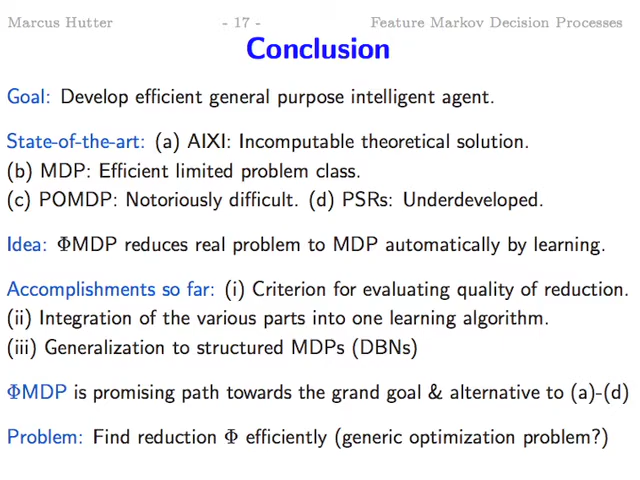 Marcus Hutter - 17 - Feature Markov Decision Processes
Conclusion
Goal: Develop efficient general purpose intelligent agent.
State-of-the-art: (a) AIXI: Incomputable theoretical solution.
(b) MDP: Efficient limited problem class.
(c) POMDP: Notoriously difficult. (d) PSRs: Underdeveloped.
Idea: ΦMDP reduces real problem to MDP automatically by learning.
Accomplishments so far: (i) Criterion for evaluating quality of reduction.
(ii) Integration of the various parts into one learning algorithm.
(iii) Generalization to structured MDPs (DBNs)
ΦMDP is promising path towards the grand goal & alternative to (a)-(d)
Problem: Find reduction Φ efficiently (generic optimization problem?)